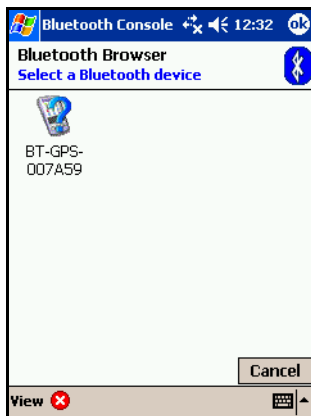 Bluetooth Console 12:32 ok
Bluetooth Browser
Select a Bluetooth device
BT-GPS-
007A59
Cancel
View